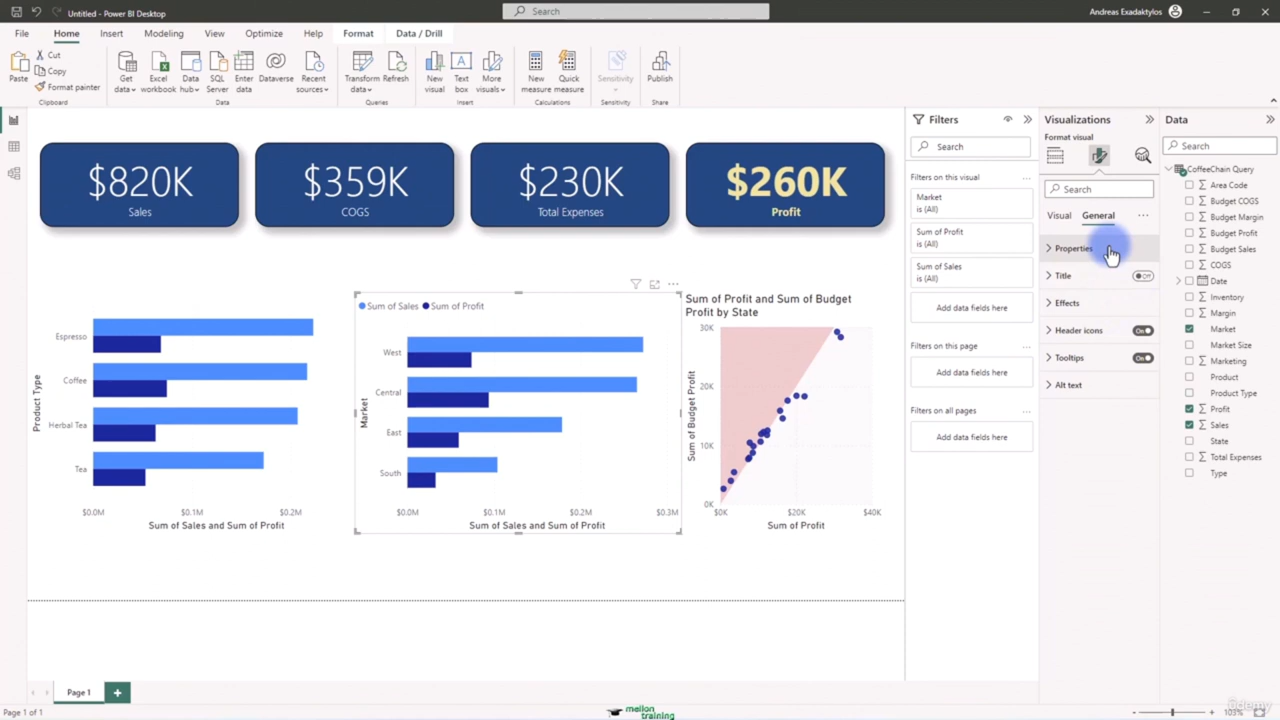 Untitled - Power BI Desktop
Search
Andreas Exadaktylos
File Home Insert Modeling View Optimize Help Format Data / Drill
Paste
Cut
Copy
Format painter
Clipboard
Get data
Excel workbook
Data hub
SQL Server
Enter data
Dataverse
Recent sources
Data
Transform data
Refresh
Queries
New visual
Text box
More visuals
Insert
New measure
Quick measure
Calculations
Sensitivity
Sensitivity
Publish
Share
$820K
Sales
$359K
COGS
$230K
Total Expenses
$260K
Profit
Product Type
Espresso
Coffee
Herbal Tea
Tea
$0.0M $0.1M $0.2M
Sum of Sales and Sum of Profit
Sum of Sales Sum of Profit
Market
West
Central
East
South
$0.0M $0.1M $0.2M $0.3M
Sum of Sales and Sum of Profit
Sum of Profit and Sum of Budget
Profit by State
Sum of Budget Profit
30K
20K
10K
0K
$0K $20K $40K
Sum of Profit
Filters
Search
Filters on this visual
Market
is (All)
Sum of Profit
is (All)
Sum of Sales
is (All)
Add data fields here
Filters on this page
Add data fields here
Filters on all pages
Add data fields here
Visualizations
Format visual
Search
Visual General
Properties
Title
Off
Effects
Header icons
On
Tooltips
On
Alt text
Data
Search
CoffeeChain Query
Area Code
Budget COGS
Budget Margin
Budget Profit
Budget Sales
COGS
Date
Inventory
Margin
Market
Market Size
Marketing
Product
Product Type
Profit
Sales
State
Total Expenses
Type
Page 1
Page 1 of 1
mellon
training
103%
Udemy